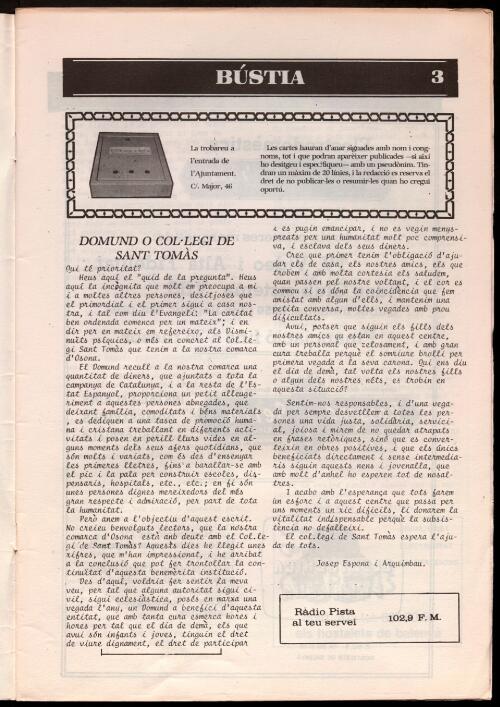 BÚSTIA
3
La trobareu a
l'entrada de
l'Ajuntament.
C/. Major, 46
Les cartes hauran d'anar signades amb nom i cog-
noms, tot i que podran aparèixer publicades —si així
ho desitgeu i especifiqueu— amb un pseudònim. Tin-
dran un màxim de 20 línies, i la redacció es reserva el
dret de no publicar-les o resumir-les quan ho cregui
oportú.
DOMUND O COL·LEGI DE
SANT TOMÀS
Qui té prioritat?
Heus aquí el "quid de la pregunta". Heus
aquí la incògnita que molt em preocupa a mi
i a moltes altres persones, desitjoses que
el primordial i el primer sigui a casa nos-
tra, i tal com diu l'Evangeli: "La caritat
ben ordenada comença per un mateix"; i en
dir per en mateix em refereixo, als Dismi-
nuïts psíquics, o més en concret al Col.le-
gi de Sant Tomàs que tenim a la nostra comarca
d'Osona.
El Domund recull a la nostra comarca una
quantitat de diners, que ajuntats a tota la
campanya de Catalunya, i a la resta de l'Es-
tat Espanyol, proporciona un petit alleuge-
riment a aquestes persones abnegades, que
deixant família, comoditats i béns materials
, es dediquen a una tasca de promoció huma-
na i cristiana treballant en diferents acti-
vitats i posen en perill llurs vides en al-
guns moments dels seus afers quotidians, que
són molts i variats, com és des d'ensenyar
les primeres lletres, fins a barallar-se amb
el pic i la pala per construir escoles, dis-
pensaris, hospitals, etc., etc.; en fi són
unes persones dignes mereixedors del més
gran respecte i admiració, per part de tota
la humanitat.
Però anem a l'objectiu d'aquest escrit.
No creieu benvolguts lectors, que la nostra
comarca d'Osona està amb deute amb el Col.le-
gi de Sant Tomàs? Aquests dies he llegit unes
xifres, que m'han impressionat, i he arribat
a la conclusió que pot fer trontollar la con-
tinuïtat d'aquesta benemèrita institució.
Des d'aquí, voldria fer sentir la meva
veu, per tal que alguna autoritat sigui ci-
vil, sigui eclesiàstica, posés en marxa una
vegada l'any, un Domund a benefici d'aquesta
entitat, que amb tanta cura esmerça hores i
hores per tal que el dia de demà, els que
avui són infants i joves, tinguin el dret
de viure dignament, el dret de participar
i es pugin emancipar, i no es vegin menys-
preats per una humanitat molt poc comprensi-
va, i esclava dels seus diners.
Crec que primer tenim l'obligació d'aju-
dar els de casa, els nostres amics, els que
trobem i amb molta cortesia els saludem,
quan passen pel nostre voltant, i el cor es
commou si es dóna la coincidència que fem
amistat amb algun d'ells, i mantenim una
petita conversa, moltes vegades amb prou
dificultats.
Avui, potser que siguin els fills dels
nostres amics qu estan en aquest centre,
amb un personal que zelosament, i amb gran
cura treballa perquè el somriure brolli per
primera vegada a la seva carona. Qui ens diu
el dia de demà, tal volta els nostres fills
o algun dels nostres néts, es trobin en
aquesta situació?
Sentim-nos responsables, i d'una vega-
da per sempre desvetllem a totes les per-
sones una vida justa, solidària, servici-
al, joiosa i mirem de no quedar atrapats
en frases retòriques, sinó que es conver-
teixin en obres positives, i que els únics
beneficiats directament i sense intermedia-
ris siguin aquests nens i jovenalla, que
amb molt d'anhel ho esperen tot de nosal-
tres.
I acabo amb l'esperança que tots farem
un esforç a aquest centre que passa per
uns moments un xic difícils, li donarem la
vitalitat indispensable perquè la subsis-
tència no defalleixi.
El col.legi de Sant Tomàs espera l'aju-
da de tots.
Josep Espona i Arquimbau.
Ràdio Pista
al teu servei
102,9 F. M.